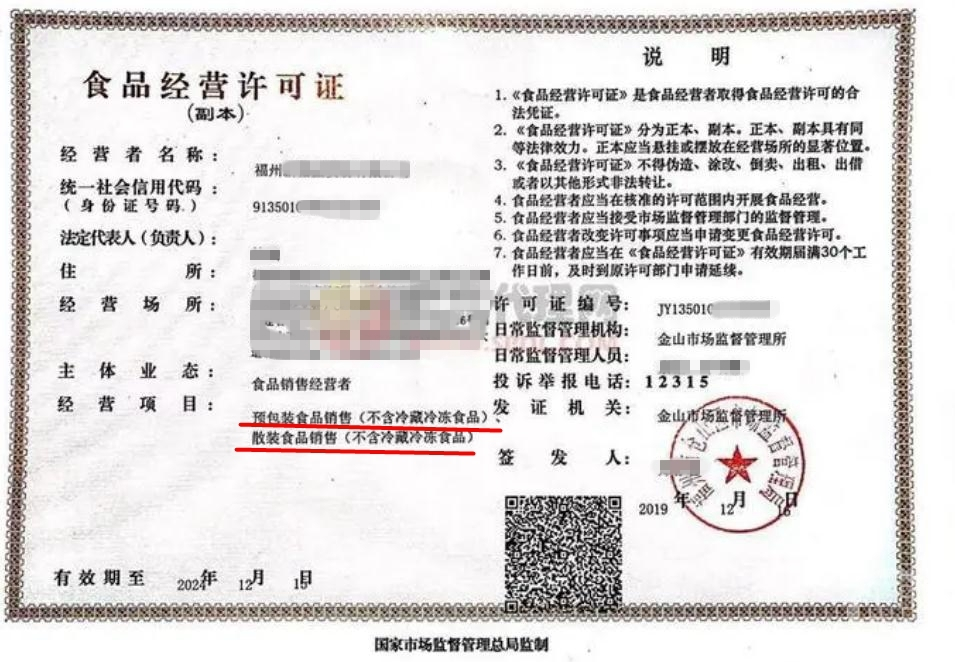 食品经营许可证
(副本)
经营者名称：
福州
统一社会信用代码：
(身份证号码)
9135010
法定代表人(负责人)：
住所：
经营场所：
主体业态：
食品销售经营者
经营项目：
预包装食品销售（不含冷藏冷冻食品）、
散装食品销售（不含冷藏冷冻食品）
有效期至 2024年 12月 15日
说明
1.《食品经营许可证》是食品经营者取得食品经营许可的合
法凭证。
2.《食品经营许可证》分为正本、副本。正本、副本具有同
等法律效力。正本应当悬挂或摆放在经营场所的显著位置。
3.《食品经营许可证》不得伪造、涂改、倒卖、出租、出借
或者以其他形式非法转让。
4. 食品经营者应当在核准的许可范围内开展食品经营。
5. 食品经营者应当接受市场监督管理部门的监督管理。
6. 食品经营者改变许可事项应当申请变更食品经营许可。
7. 食品经营者应当在《食品经营许可证》有效期届满30个工
作日前，及时到原许可部门申请延续。
许可证编号：
JY135010
代理网
日常监督管理机构：
金山市场监督管理所
日常监督管理人员：
投诉举报电话：12315
发证机关：
金山市场监督管理所
签发人：
2019 年 12 月 16 日
国家市场监督管理总局监制